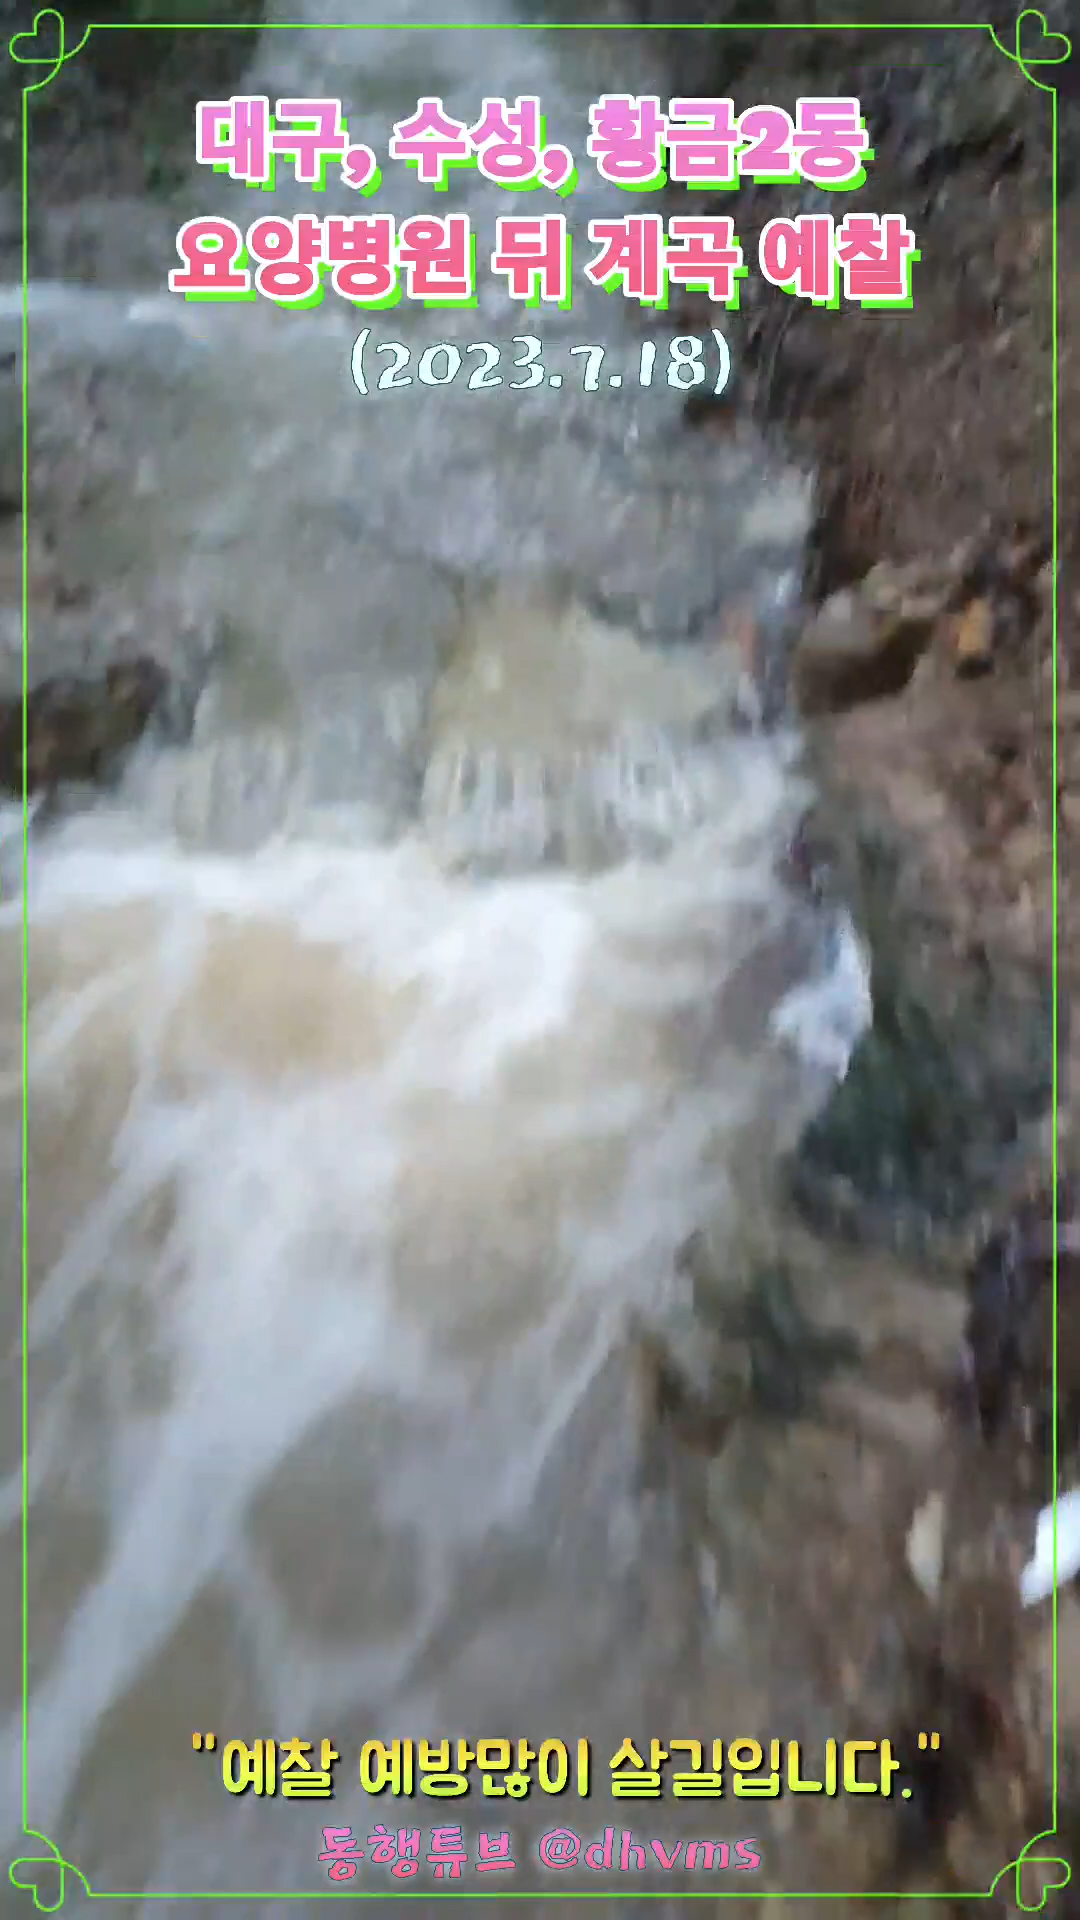 대구, 수성, 황금2동
요양병원 뒤 계곡 예찰
(2023.7.18)
"예찰 예방많이 살길입니다."
동행튜브 @dhvms